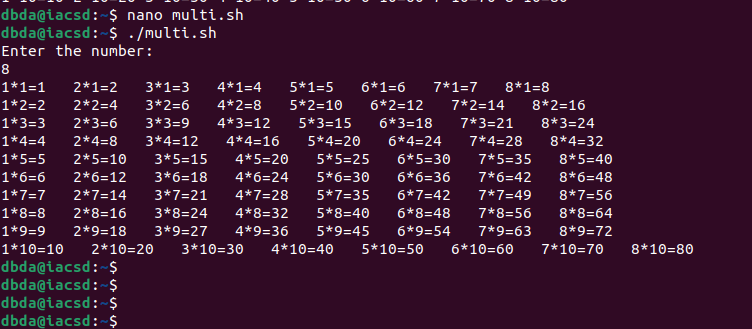 dbda@iacsd:~$ nano multi.sh
dbda@iacsd:~$ ./multi.sh
Enter the number:
8
1*1=1   2*1=2   3*1=3   4*1=4   5*1=5   6*1=6   7*1=7   8*1=8
1*2=2   2*2=4   3*2=6   4*2=8   5*2=10   6*2=12   7*2=14   8*2=16
1*3=3   2*3=6   3*3=9   4*3=12   5*3=15   6*3=18   7*3=21   8*3=24
1*4=4   2*4=8   3*4=12   4*4=16   5*4=20   6*4=24   7*4=28   8*4=32
1*5=5   2*5=10   3*5=15   4*5=20   5*5=25   6*5=30   7*5=35   8*5=40
1*6=6   2*6=12   3*6=18   4*6=24   5*6=30   6*6=36   7*6=42   8*6=48
1*7=7   2*7=14   3*7=21   4*7=28   5*7=35   6*7=42   7*7=49   8*7=56
1*8=8   2*8=16   3*8=24   4*8=32   5*8=40   6*8=48   7*8=56   8*8=64
1*9=9   2*9=18   3*9=27   4*9=36   5*9=45   6*9=54   7*9=63   8*9=72
1*10=10   2*10=20   3*10=30   4*10=40   5*10=50   6*10=60   7*10=70   8*10=80
dbda@iacsd:~$
dbda@iacsd:~$
dbda@iacsd:~$
dbda@iacsd:~$